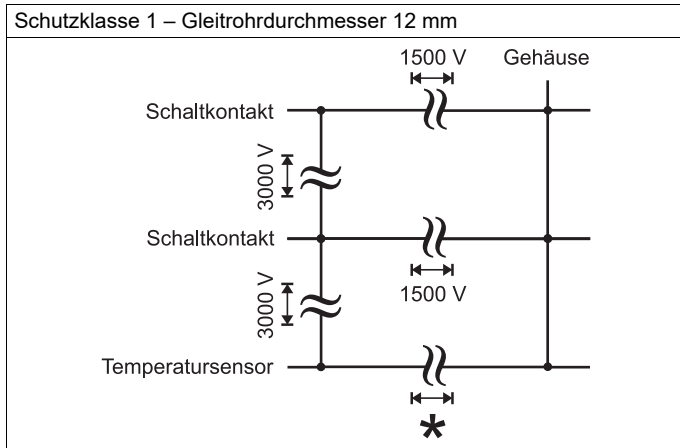 Schutzklasse 1 – Gleitrohrdurchmesser 12 mm
1500 V
Gehäuse
Schaltkontakt
3000 V
Schaltkontakt
1500 V
3000 V
Temperatursensor
*